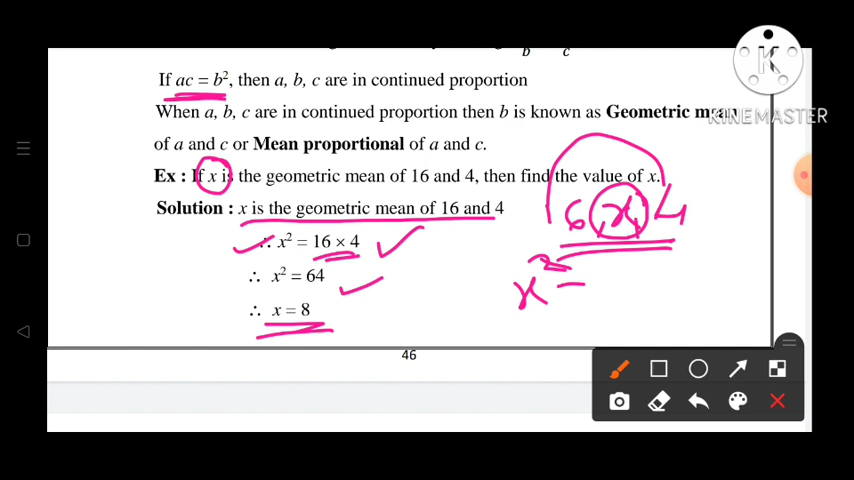 b c
If ac = b², then a, b, c are in continued proportion
When a, b, c are in continued proportion then b is known as Geometric mean
of a and c or Mean proportional of a and c.
Ex : If x is the geometric mean of 16 and 4, then find the value of x.
Solution : x is the geometric mean of 16 and 4
∴ x² = 16 × 4
∴ x² = 64
∴ x = 8
6, x, 4
x² =
46
K
KINEMASTER